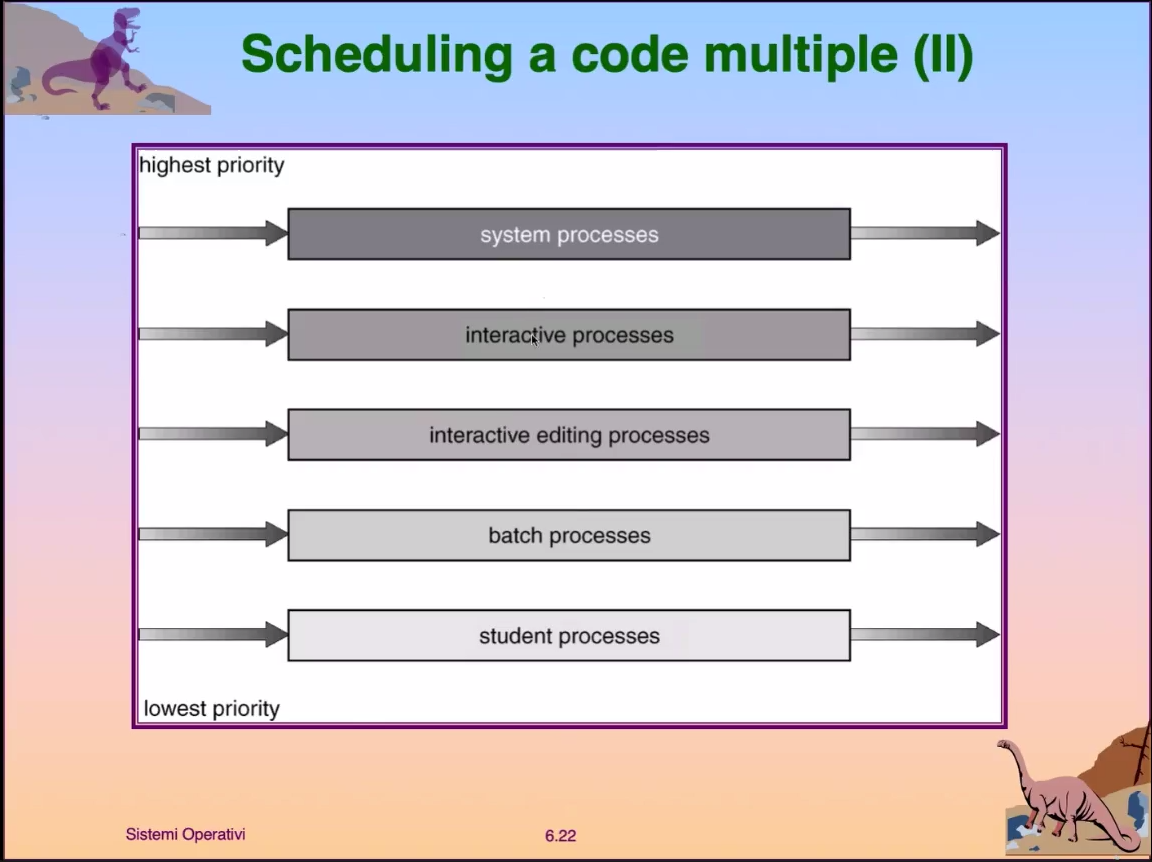 Scheduling a code multiple (II)
highest priority
system processes
interactive processes
interactive editing processes
batch processes
student processes
lowest priority
Sistemi Operativi
6.22